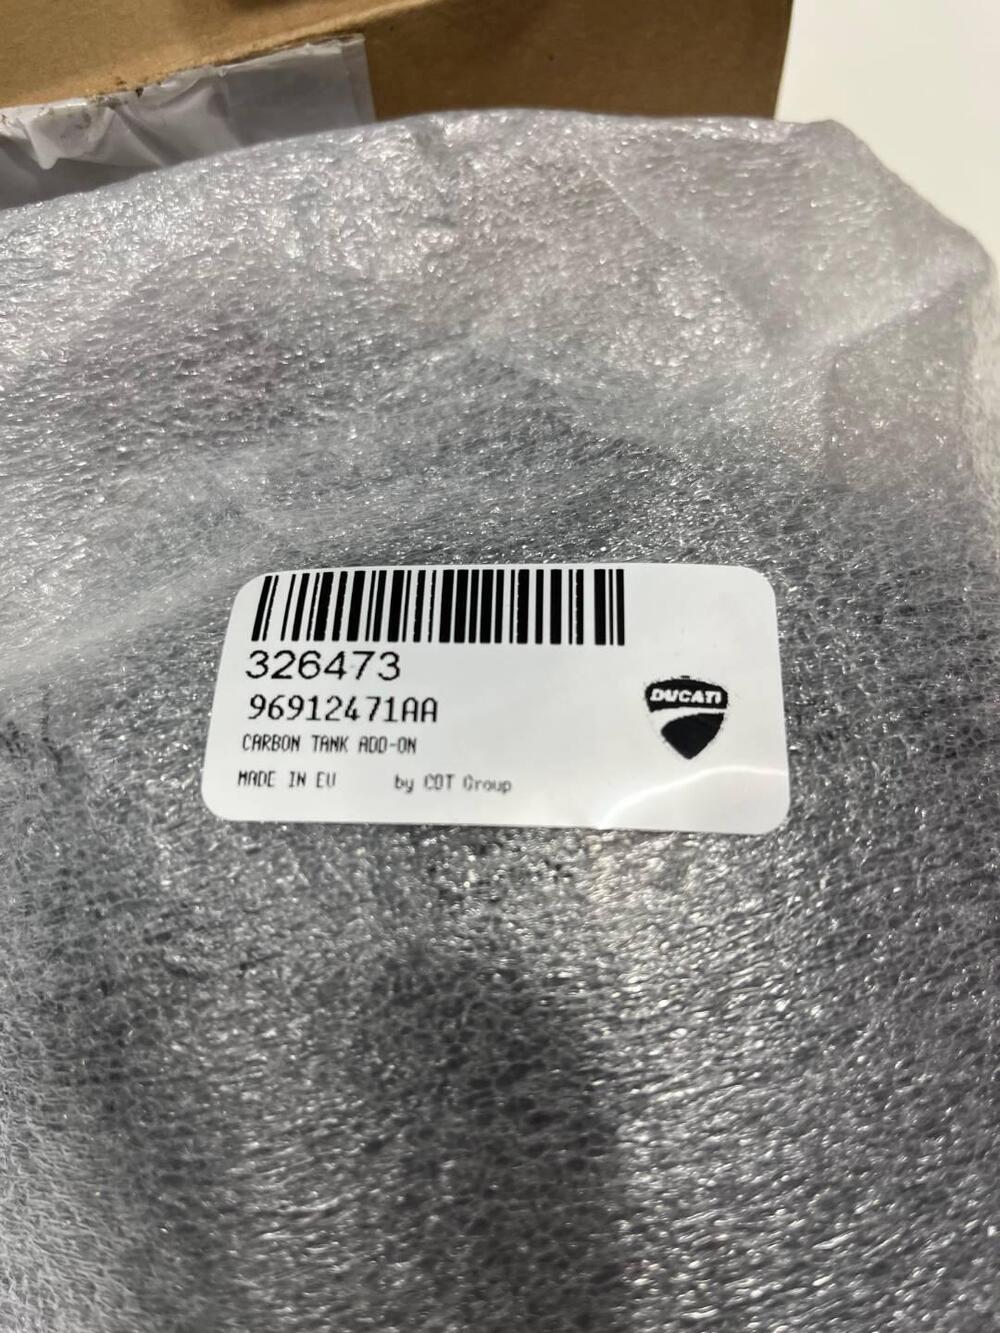 326473
96912471AA
DUCATI
CARBON TANK ADD-ON
MADE IN EU by CDT Group